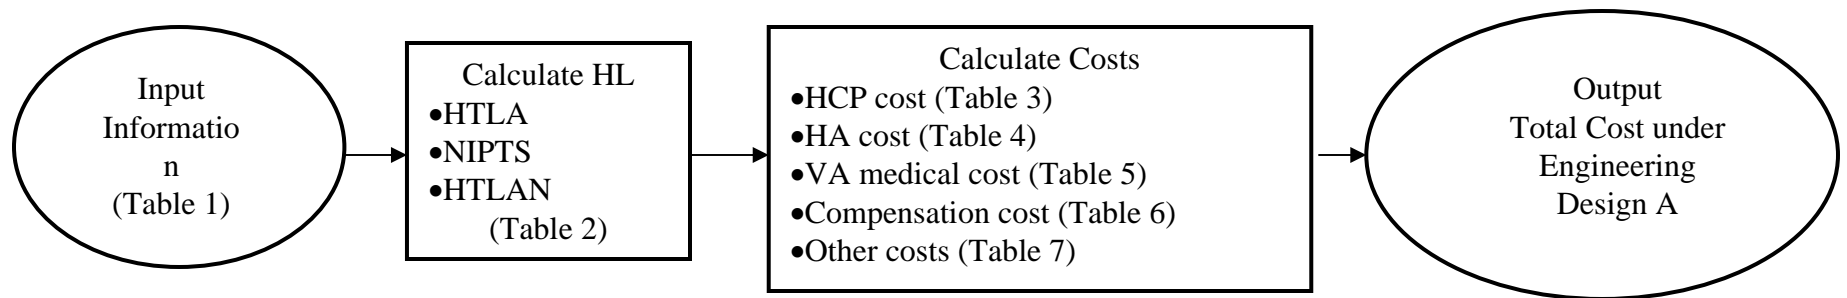 Input
Informatio
n
(Table 1)
Calculate HL
•HTLA
•NIPTS
•HTLAN
(Table 2)
Calculate Costs
•HCP cost (Table 3)
•HA cost (Table 4)
•VA medical cost (Table 5)
•Compensation cost (Table 6)
•Other costs (Table 7)
Output
Total Cost under
Engineering
Design A